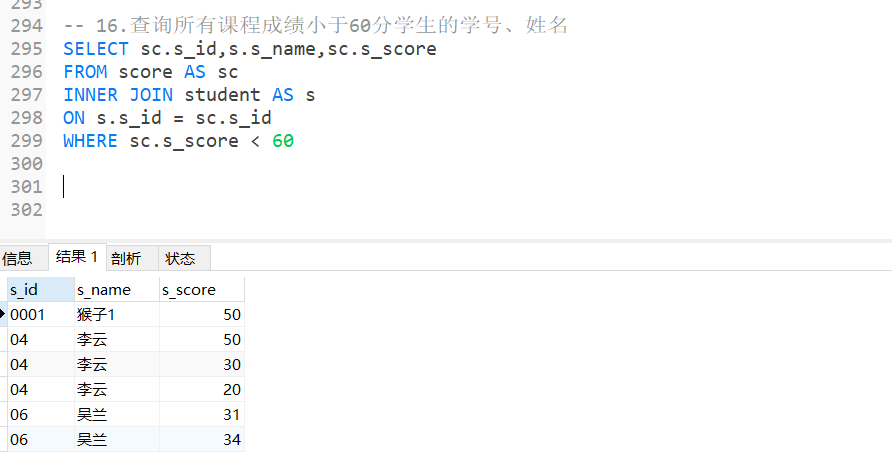 293
294 -- 16.查询所有课程成绩小于60分学生的学号、姓名
295 SELECT sc.s_id,s.s_name,sc.s_score
296 FROM score AS sc
297 INNER JOIN student AS s
298 ON s.s_id = sc.s_id
299 WHERE sc.s_score < 60
300
301
302
信息 结果 1 剖析 状态
s_id s_name s_score
0001 猴子1 50
04 李云 50
04 李云 30
04 李云 20
06 吴兰 31
06 吴兰 34